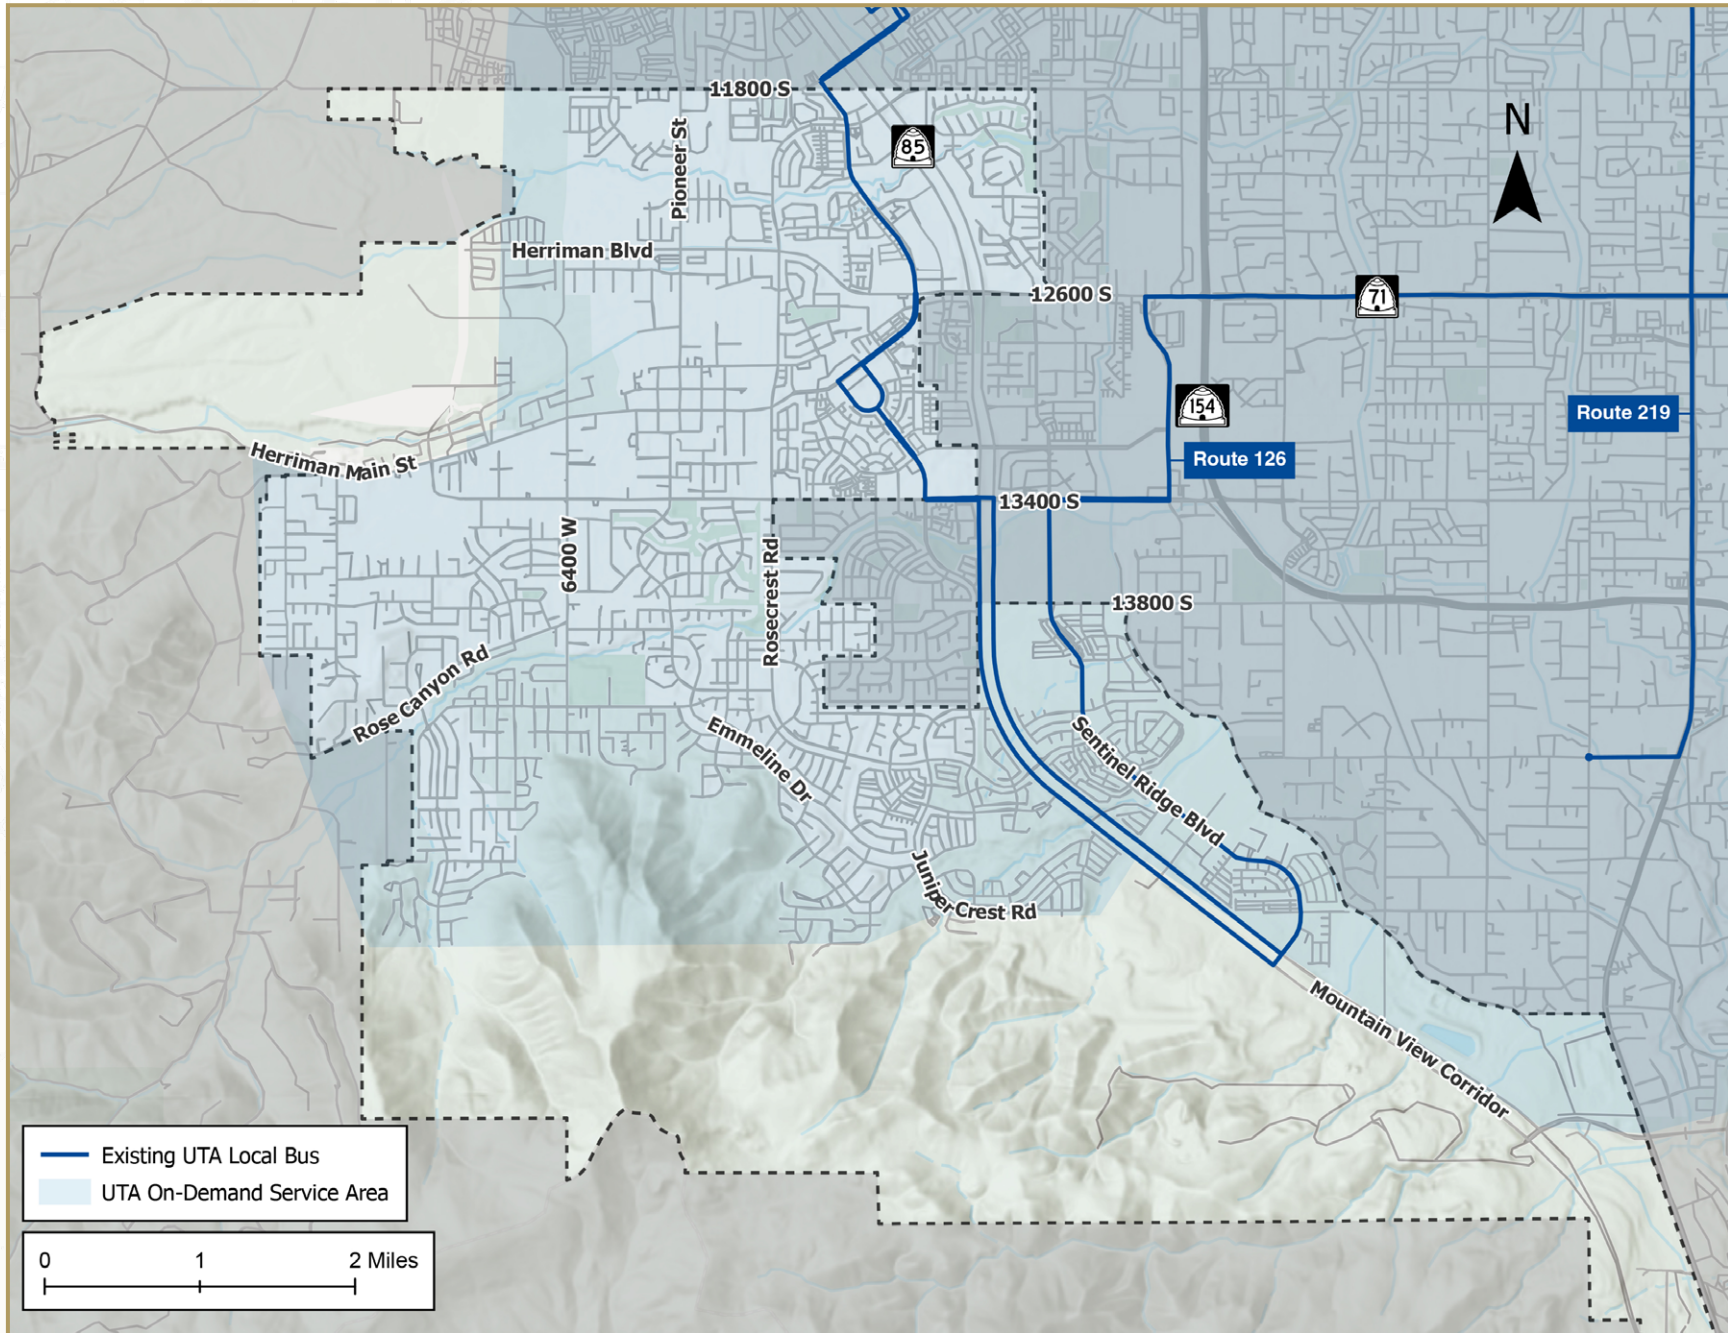 11800 S
Pioneer St
85
N
Herriman Blvd
12600 S
71
154
Route 219
Route 126
Herriman Main St
13400 S
6400 W
Rosecrest Rd
13800 S
Rose Canyon Rd
Emmeline Dr
Sentinel Ridge Blvd
Juniper Crest Rd
Mountain View Corridor
Existing UTA Local Bus
UTA On-Demand Service Area
0 1 2 Miles